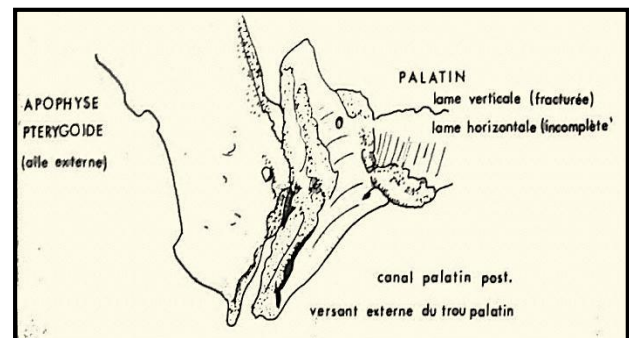 APOPHYSE
PTERYGOIDE
(aile externe)
PALATIN
lame verticale (fracturée)
lame horizontale (incomplète'
canal palatin post.
versant externe du trou palatin